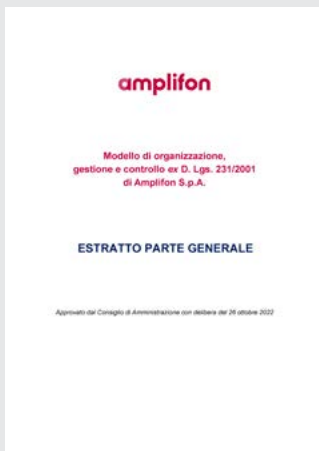 amplifon
Modello di organizzazione,
gestione e controllo ex D. Lgs. 231/2001
di Amplifon S.p.A.
ESTRATTO PARTE GENERALE
Approvato dal Consiglio di Amministrazione con delibera del 26 ottobre 2022